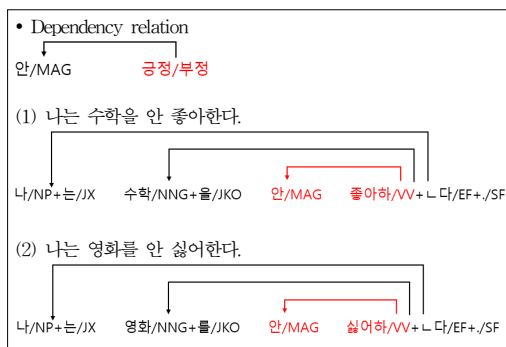 • Dependency relation
안/MAG 긍정/부정
(1) 나는 수학을 안 좋아한다.
나/NP+는/JX 수학/NNG+을/JKO 안/MAG 좋아하/VV+ㄴ다/EF+./SF
(2) 나는 영화를 안 싫어한다.
나/NP+는/JX 영화/NNG+를/JKO 안/MAG 싫어하/VV+ㄴ다/EF+./SF